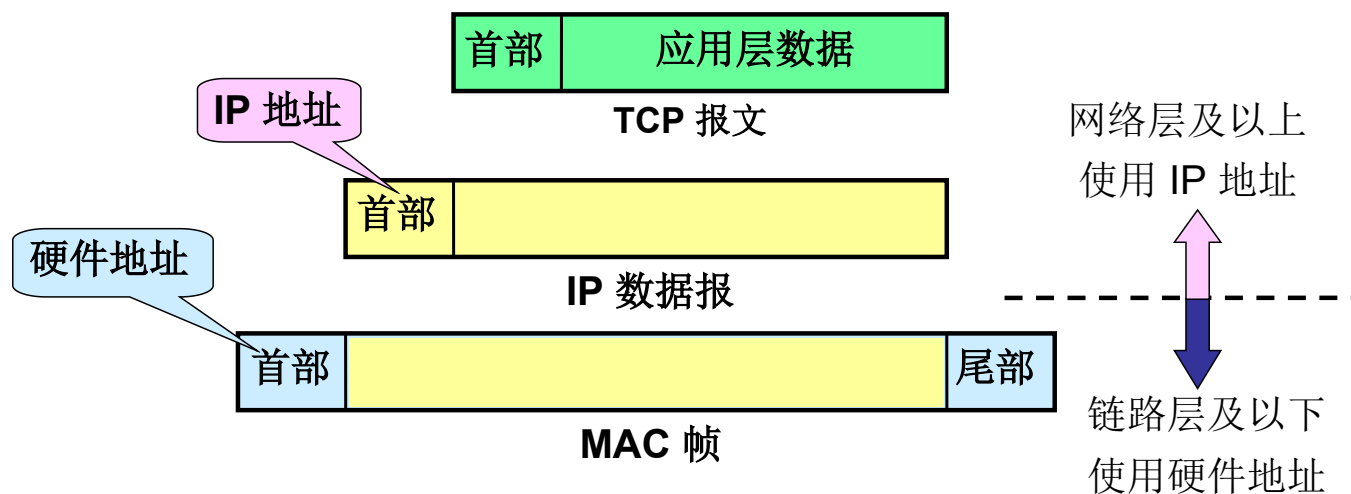 首部 应用层数据
TCP 报文
IP 地址
首部
IP 数据报
硬件地址
首部 尾部
MAC 帧
网络层及以上
使用 IP 地址
链路层及以下
使用硬件地址